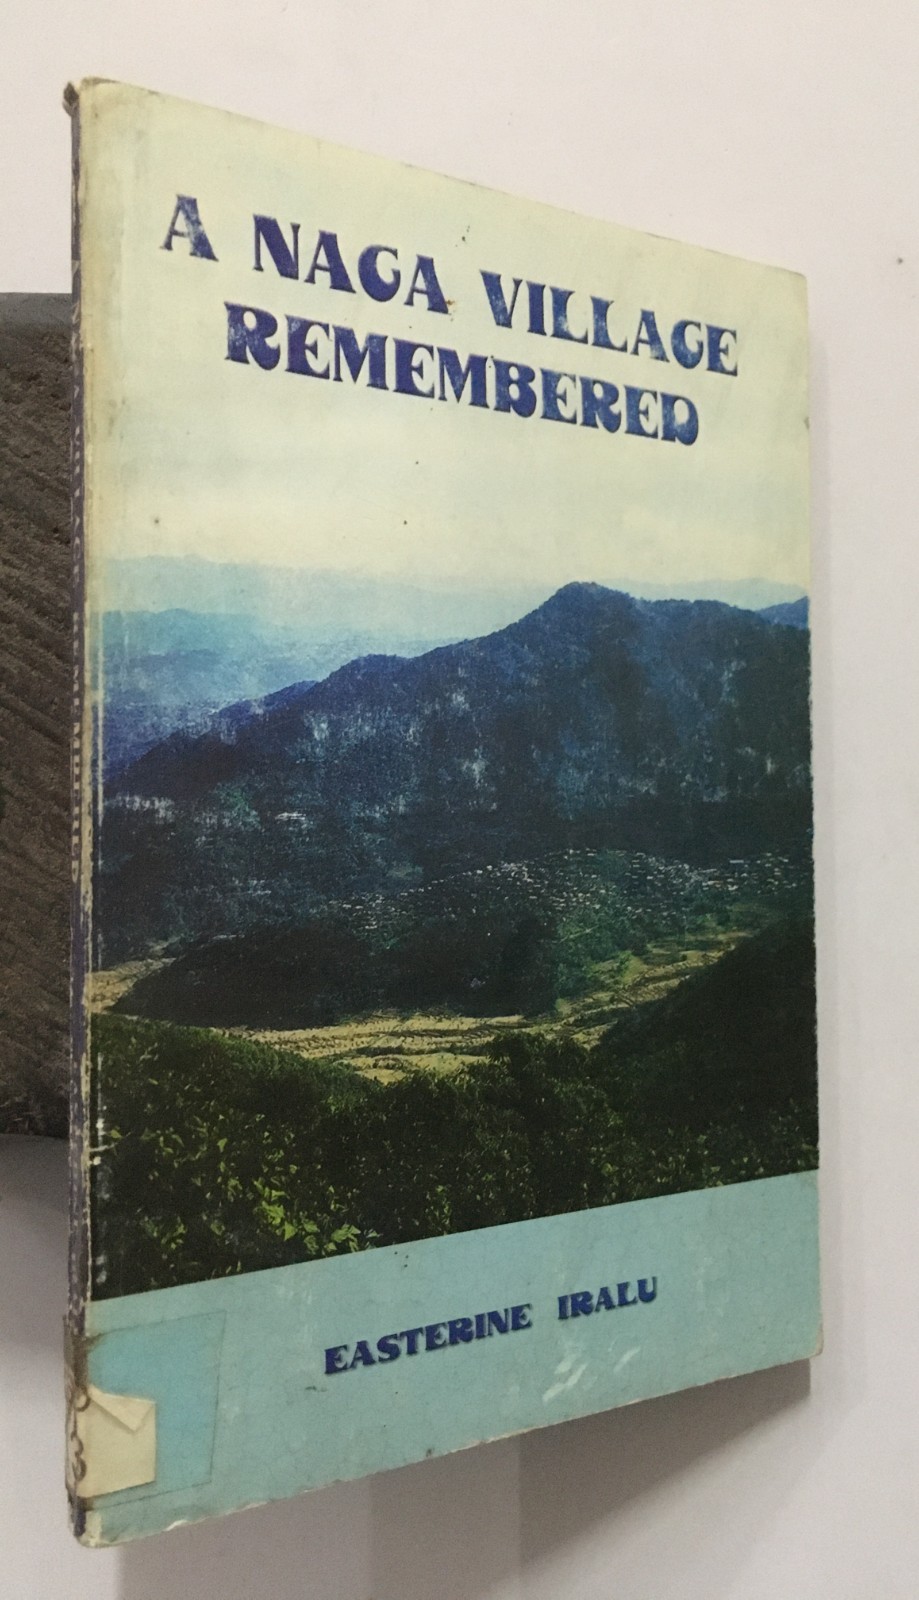 A NAGA VILLAGE
REMEMBERED
EASTERINE IRALU